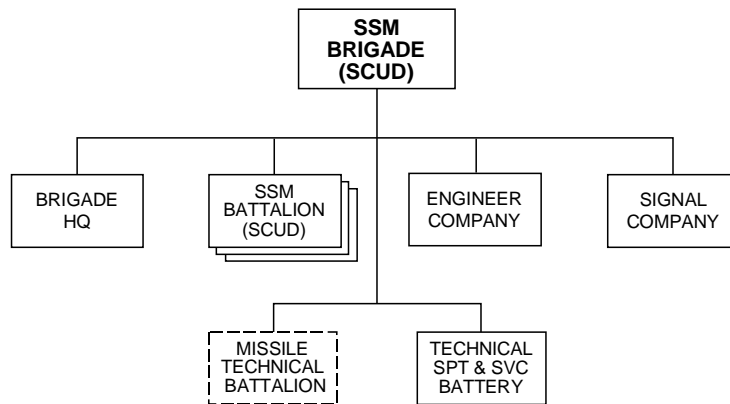 SSM
BRIGADE
(SCUD)
BRIGADE
HQ
SSM
BATTALION
(SCUD)
ENGINEER
COMPANY
SIGNAL
COMPANY
MISSILE
TECHNICAL
BATTALION
TECHNICAL
SPT & SVC
BATTERY